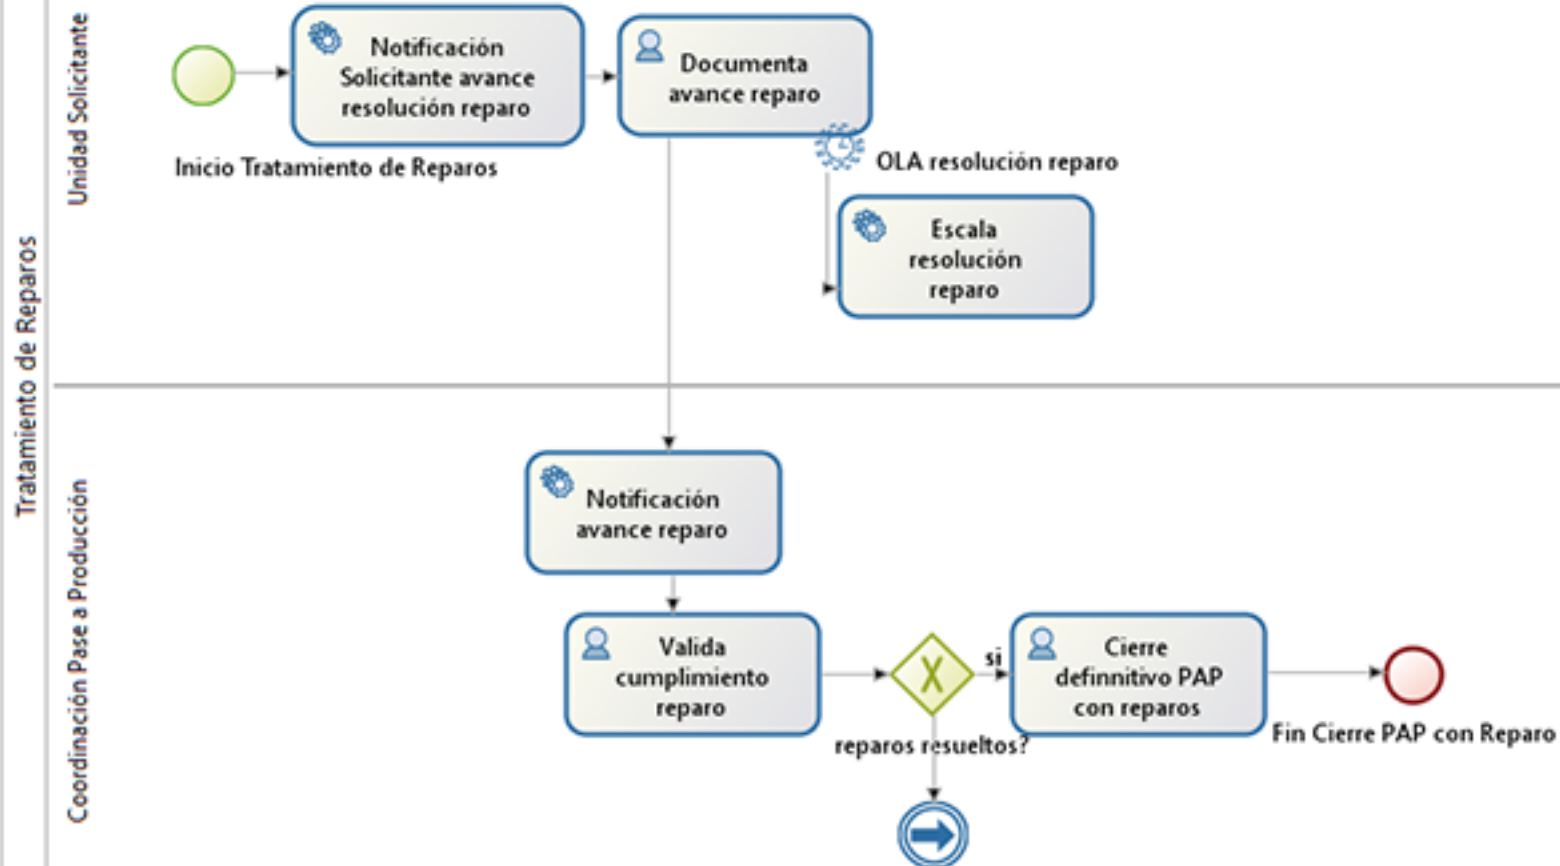 Tratamiento de Reparos
Unidad Solicitante
Notificación
Solicitante avance
resolución reparo
Inicio Tratamiento de Reparos
Documenta
avance reparo
OLA resolución reparo
Escala
resolución
reparo
Coordinación Pase a Producción
Notificación
avance reparo
Valida
cumplimiento
reparo
reparos resueltos?
si
Cierre
definnitivo PAP
con reparos
Fin Cierre PAP con Reparo